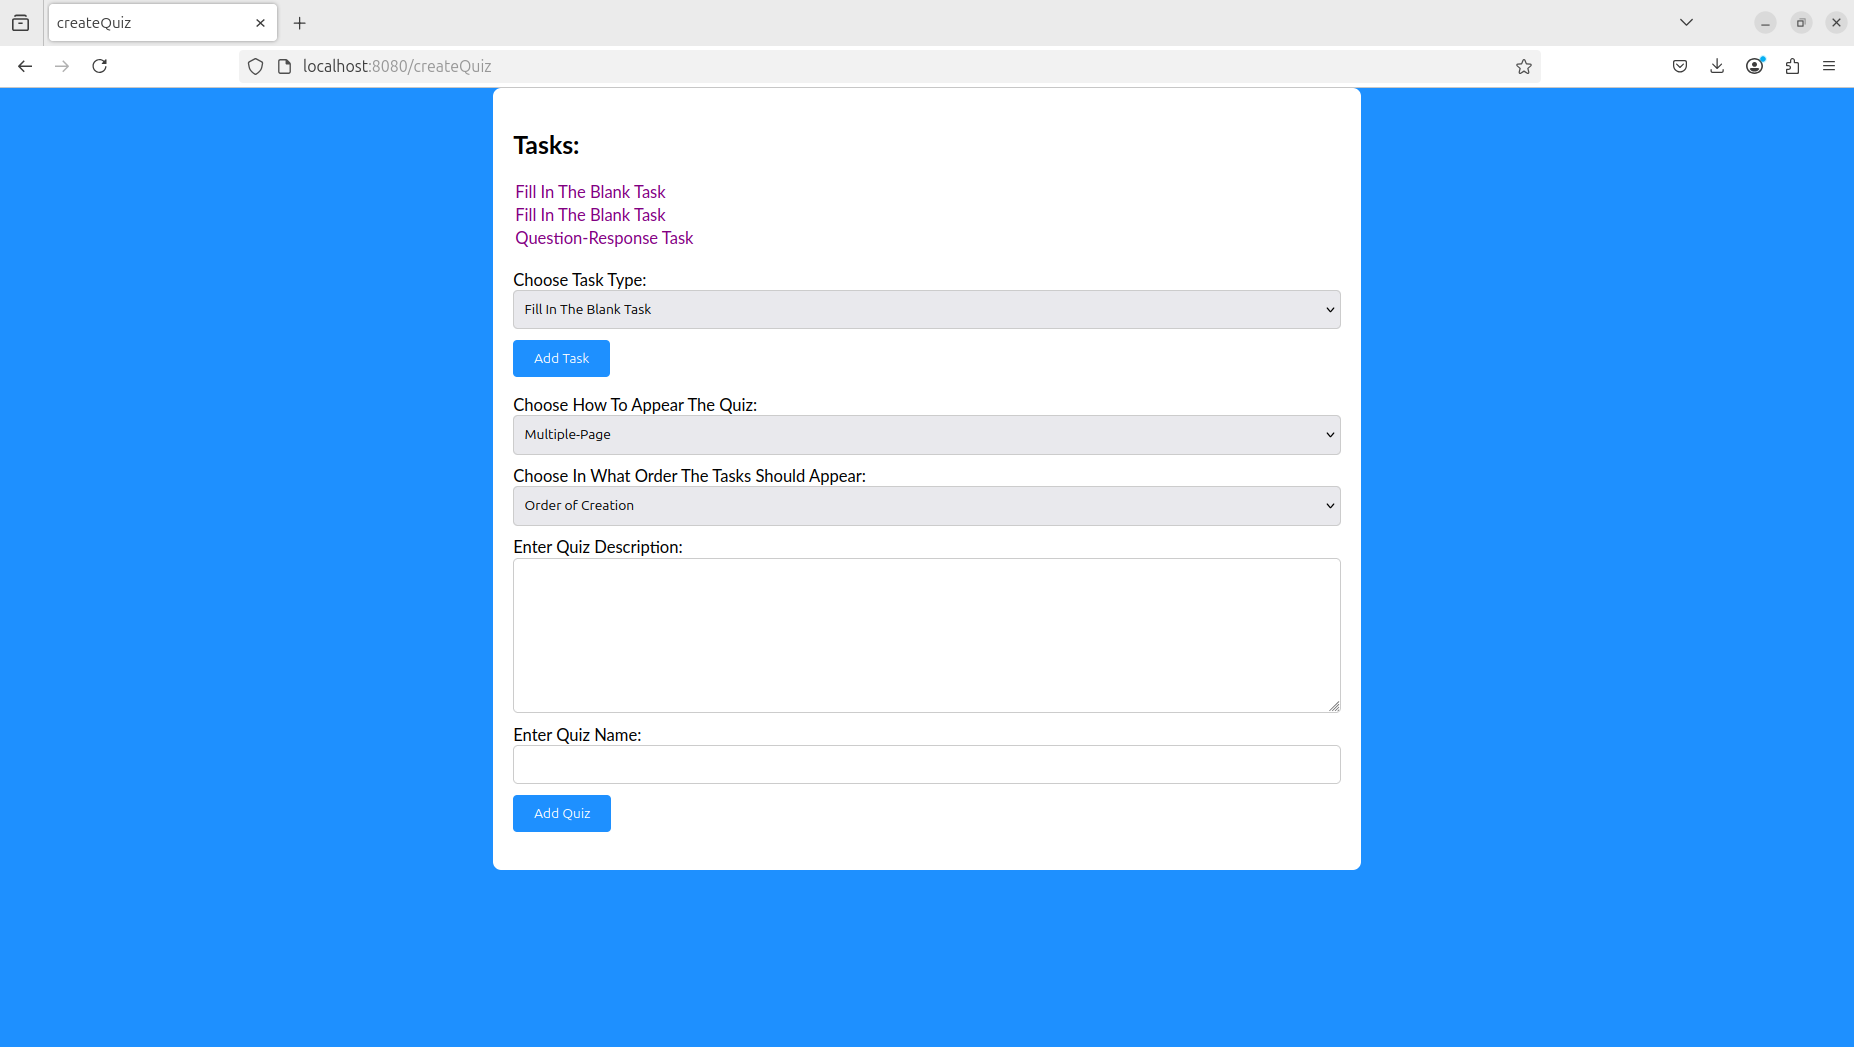 createQuiz
localhost:8080/createQuiz
Tasks:
Fill In The Blank Task
Fill In The Blank Task
Question-Response Task
Choose Task Type:
Fill In The Blank Task
Add Task
Choose How To Appear The Quiz:
Multiple-Page
Choose In What Order The Tasks Should Appear:
Order of Creation
Enter Quiz Description:
Enter Quiz Name:
Add Quiz